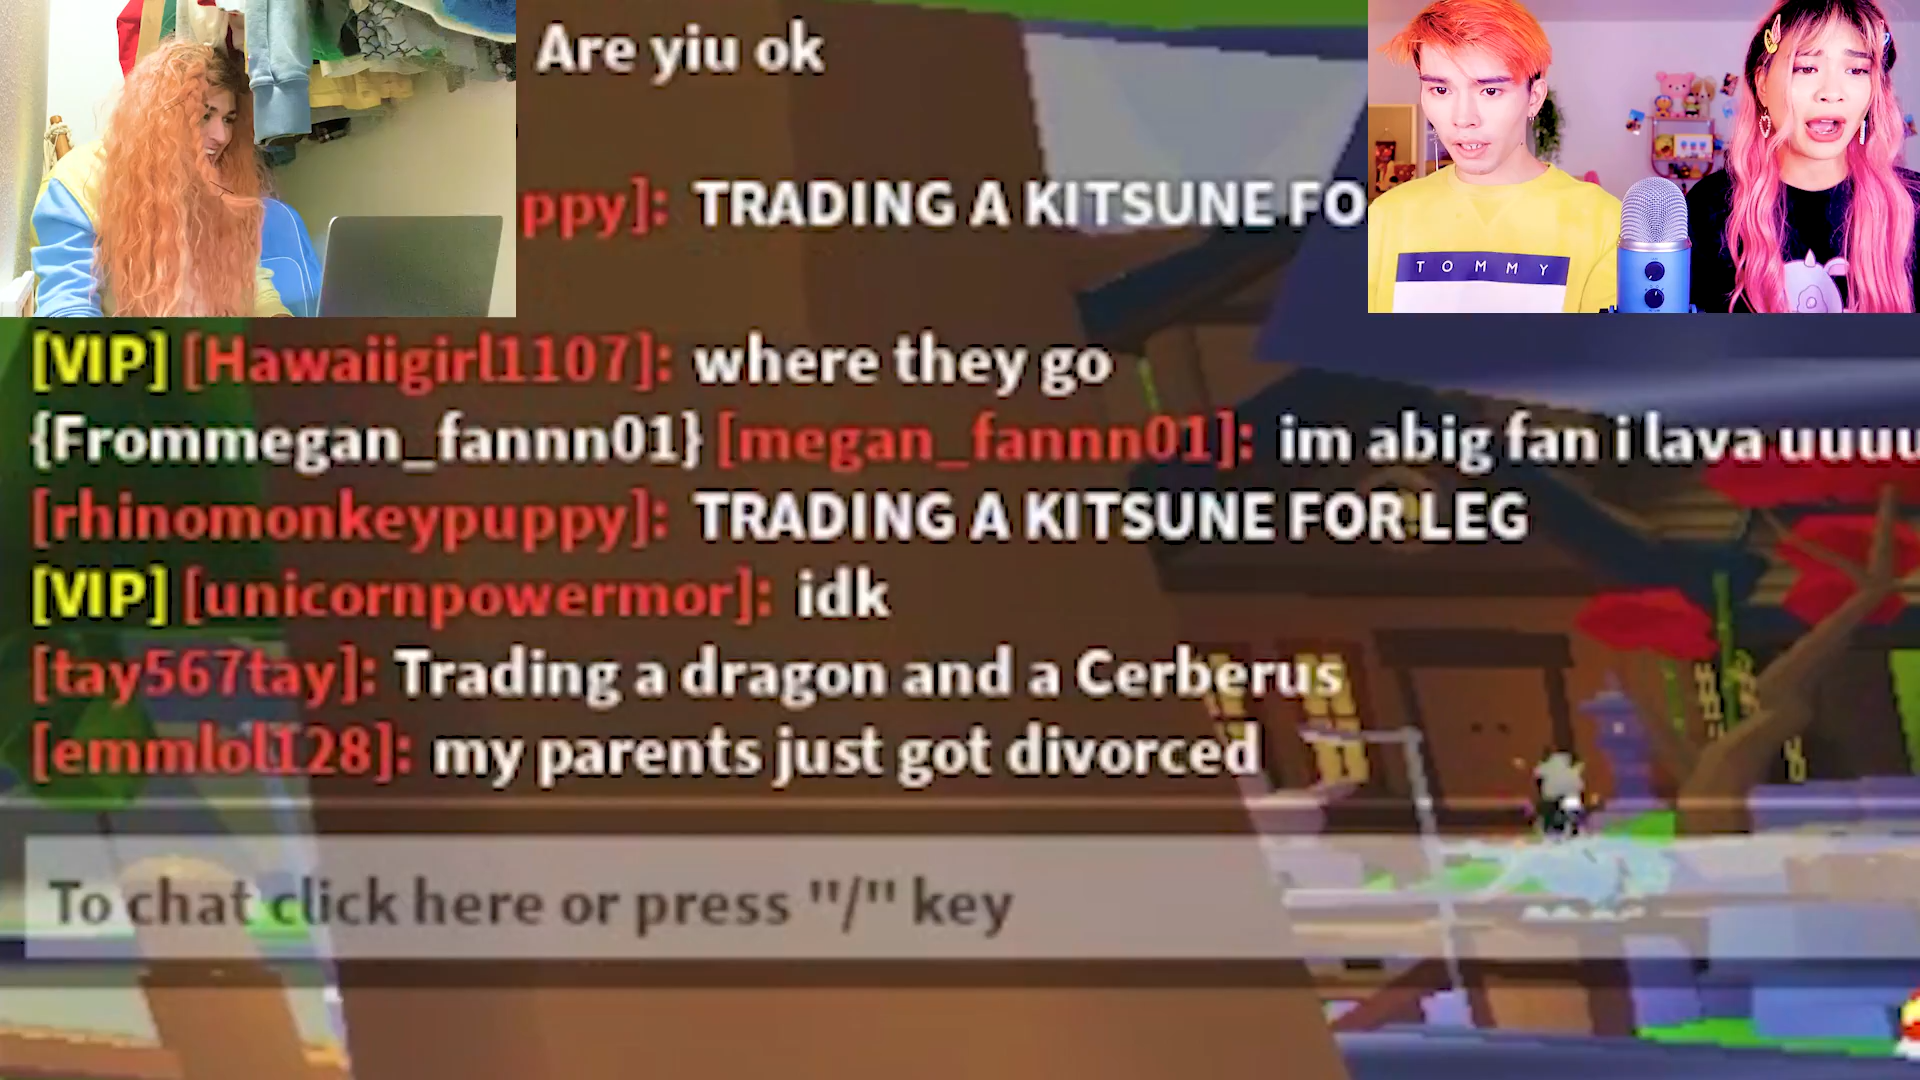 Are yiu ok
ppy]: TRADING A KITSUNE FO
TOMMY
[VIP] [Hawaiigirl1107]: where they go
{Frommegan_fannn01} [megan_fannn01]: im abig fan i lava uuuu
[rhinomonkeypuppy]: TRADING A KITSUNE FOR LEG
[VIP] [unicornpowermor]: idk
[tay567tay]: Trading a dragon and a Cerberus
[emmlol128]: my parents just got divorced
To chat click here or press "/" key